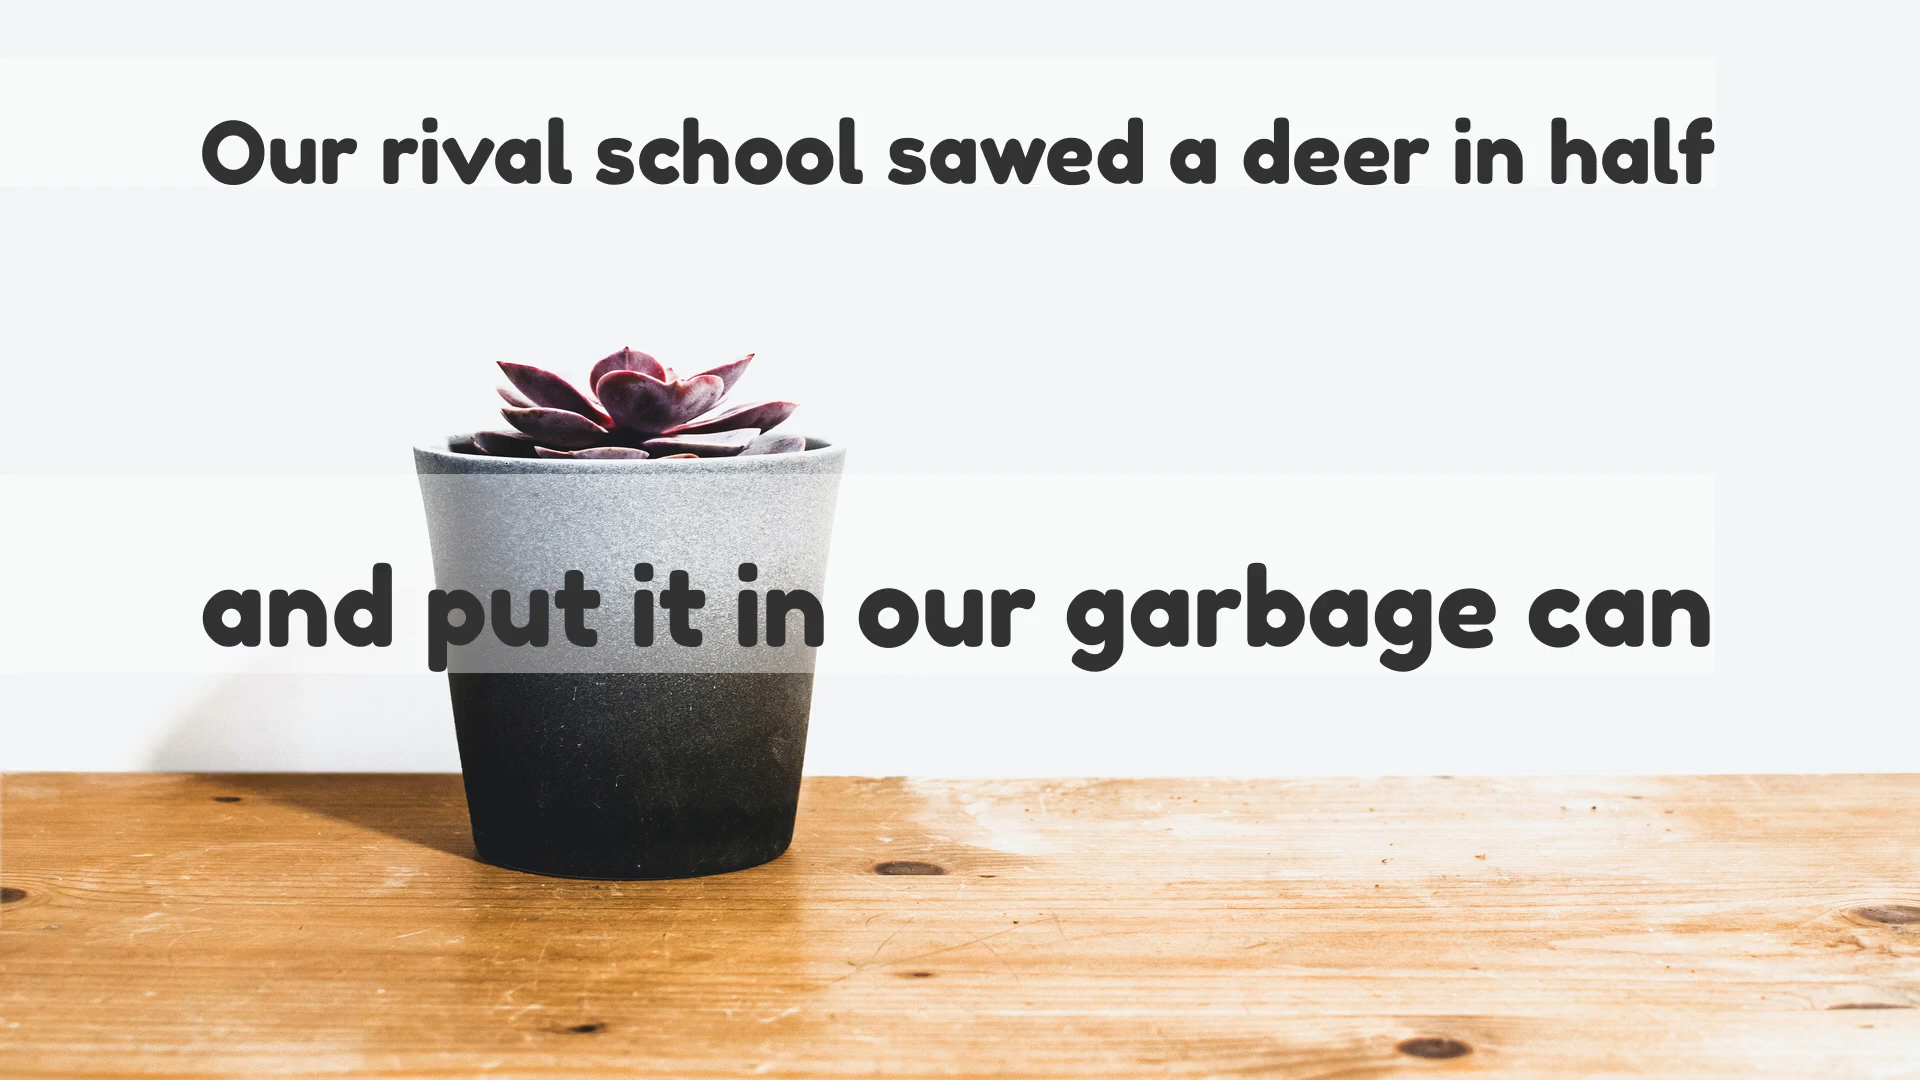 Our rival school sawed a deer in half
and put it in our garbage can